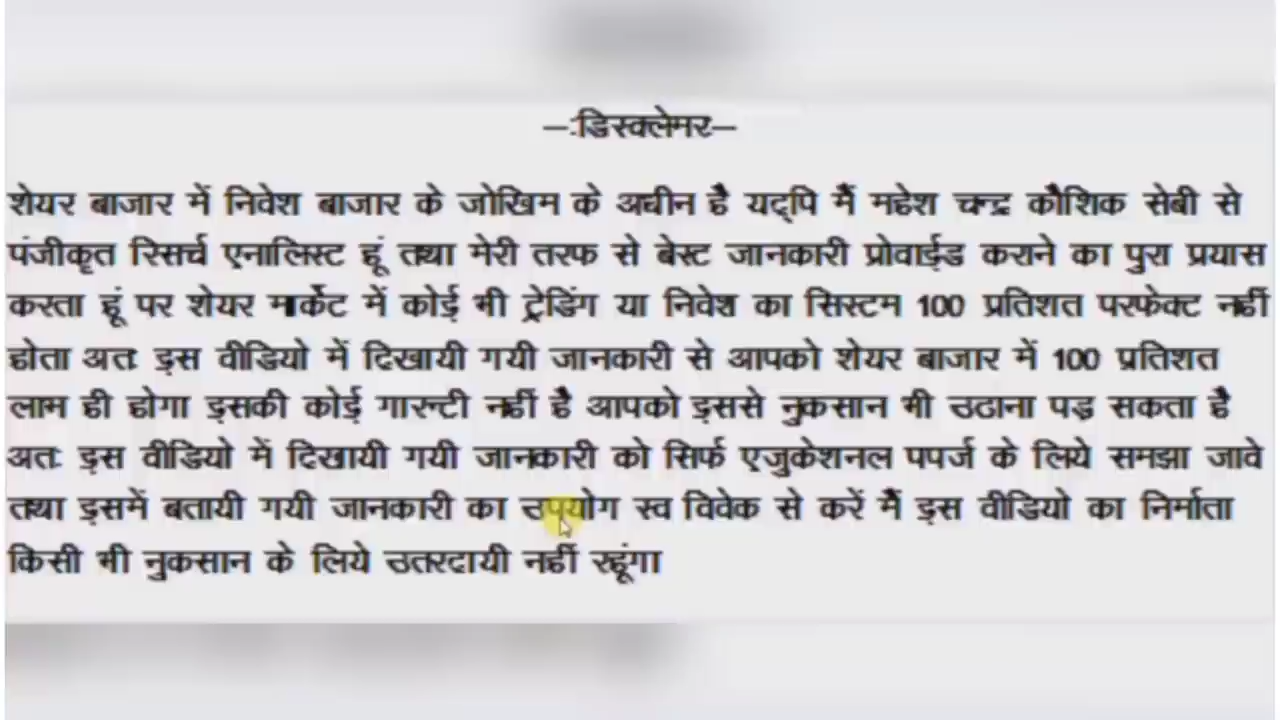 —:डिस्क्लेमर—
शेयर बाजार में निवेश बाजार के जोखिम के अधीन है यद्पि मैं महेश चन्द्र कौशिक सेबी से
पंजीकृत रिसर्च एनालिस्ट हूं तथा मेरी तरफ से बेस्ट जानकारी प्रोवाईड कराने का पुरा प्रयास
करता हूं पर शेयर मार्केट में कोई भी ट्रेडिंग या निवेश का सिस्टम 100 प्रतिशत परफेक्ट नहीं
होता अतः इस वीडियो में दिखायी गयी जानकारी से आपको शेयर बाजार में 100 प्रतिशत
लाभ ही होगा इसकी कोई गारन्टी नहीं है आपको इससे नुकसान भी उठाना पड़ सकता है
अतः इस वीडियो में दिखायी गयी जानकारी को सिर्फ एजुकेशनल पपर्ज के लिये समझा जावे
तथा इसमें बतायी गयी जानकारी का उपयोग स्व विवेक से करें मैं इस वीडियो का निर्माता
किसी भी नुकसान के लिये उतरदायी नहीं रहूंगा